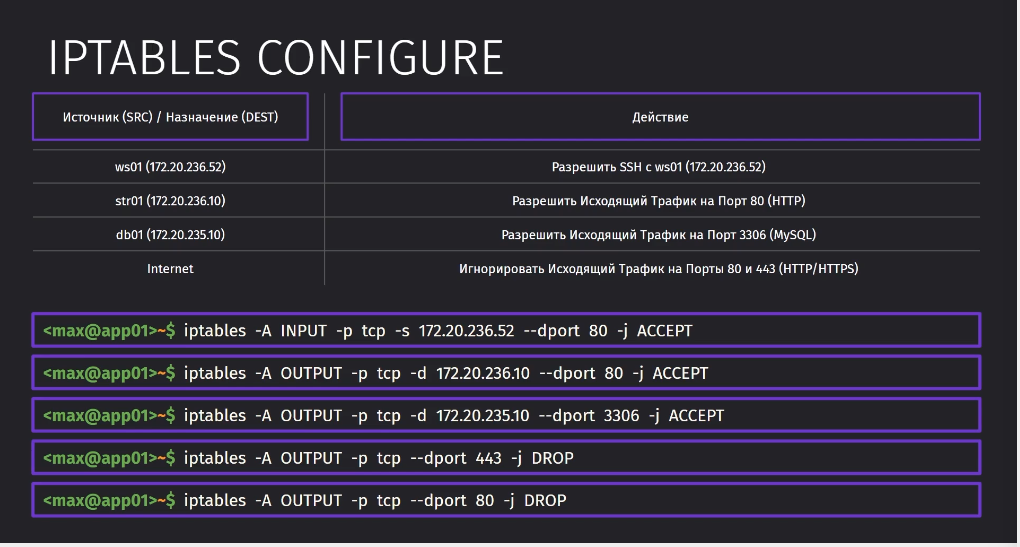 IPTABLES CONFIGURE
Источник (SRC) / Назначение (DEST) Действие
ws01 (172.20.236.52) Разрешить SSH с ws01 (172.20.236.52)
str01 (172.20.236.10) Разрешить Исходящий Трафик на Порт 80 (HTTP)
db01 (172.20.235.10) Разрешить Исходящий Трафик на Порт 3306 (MySQL)
Internet Игнорировать Исходящий Трафик на Порты 80 и 443 (HTTP/HTTPS)
<max@app01>~$ iptables -A INPUT -p tcp -s 172.20.236.52 --dport 80 -j ACCEPT
<max@app01>~$ iptables -A OUTPUT -p tcp -d 172.20.236.10 --dport 80 -j ACCEPT
<max@app01>~$ iptables -A OUTPUT -p tcp -d 172.20.235.10 --dport 3306 -j ACCEPT
<max@app01>~$ iptables -A OUTPUT -p tcp --dport 443 -j DROP
<max@app01>~$ iptables -A OUTPUT -p tcp --dport 80 -j DROP